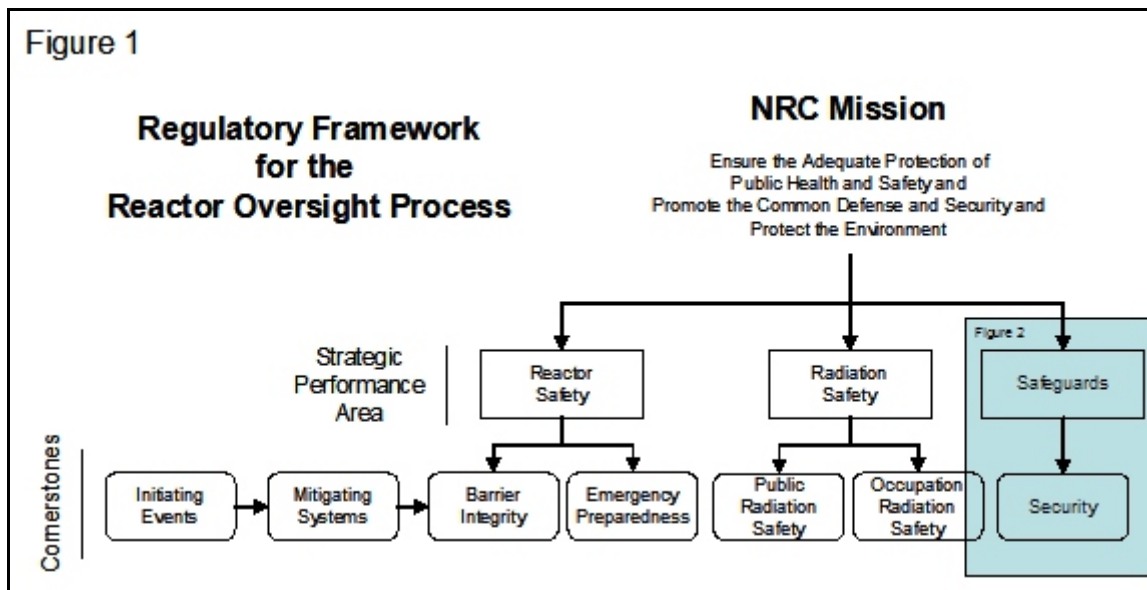 Figure 1
Regulatory Framework
for the
Reactor Oversight Process
NRC Mission
Ensure the Adequate Protection of
Public Health and Safety and
Promote the Common Defense and Security and
Protect the Environment
Strategic
Performance
Area
Reactor
Safety
Radiation
Safety
Figure 2
Safeguards
Cornerstones
Initiating
Events
Mitigating
Systems
Barrier
Integrity
Emergency
Preparedness
Public
Radiation
Safety
Occupation
Radiation
Safety
Security